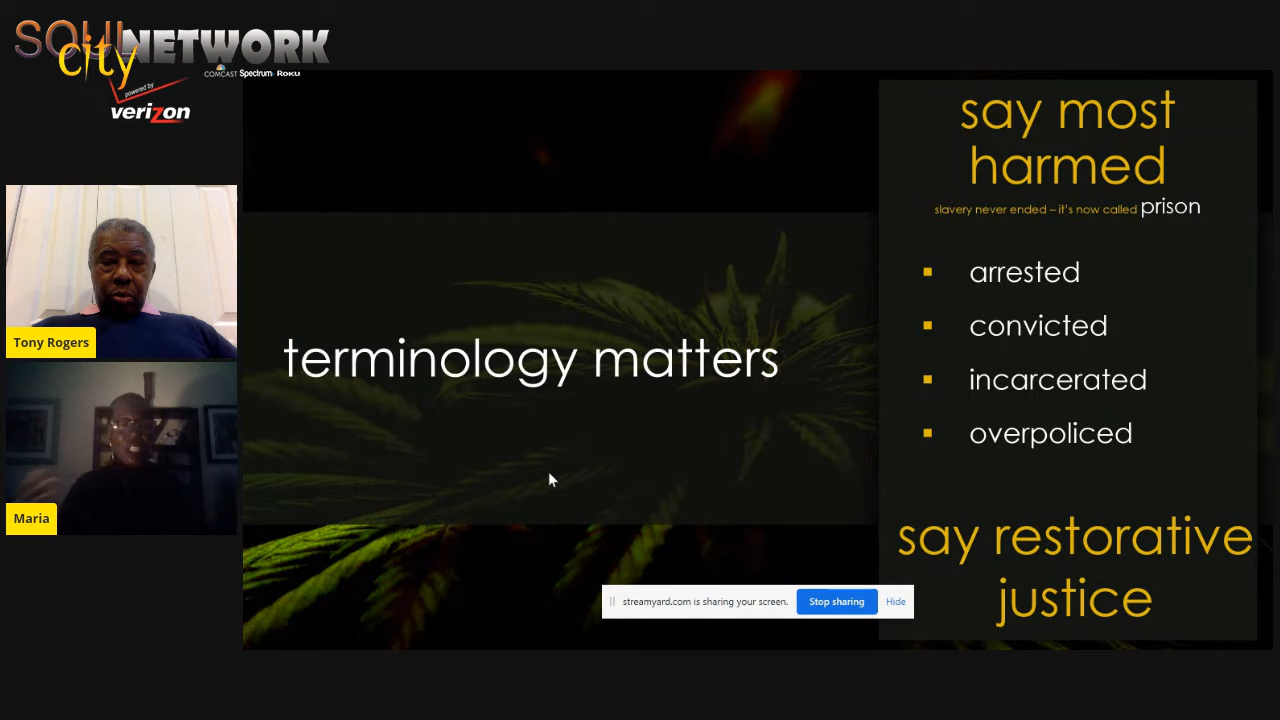 SOUL
city NETWORK
COMCAST Spectrum Roku
powered by
verizon
Tony Rogers
Maria
terminology matters
say most
harmed
slavery never ended – it's now called prison
▪ arrested
▪ convicted
▪ incarcerated
▪ overpoliced
say restorative
justice
streamyard.com is sharing your screen. Stop sharing Hide